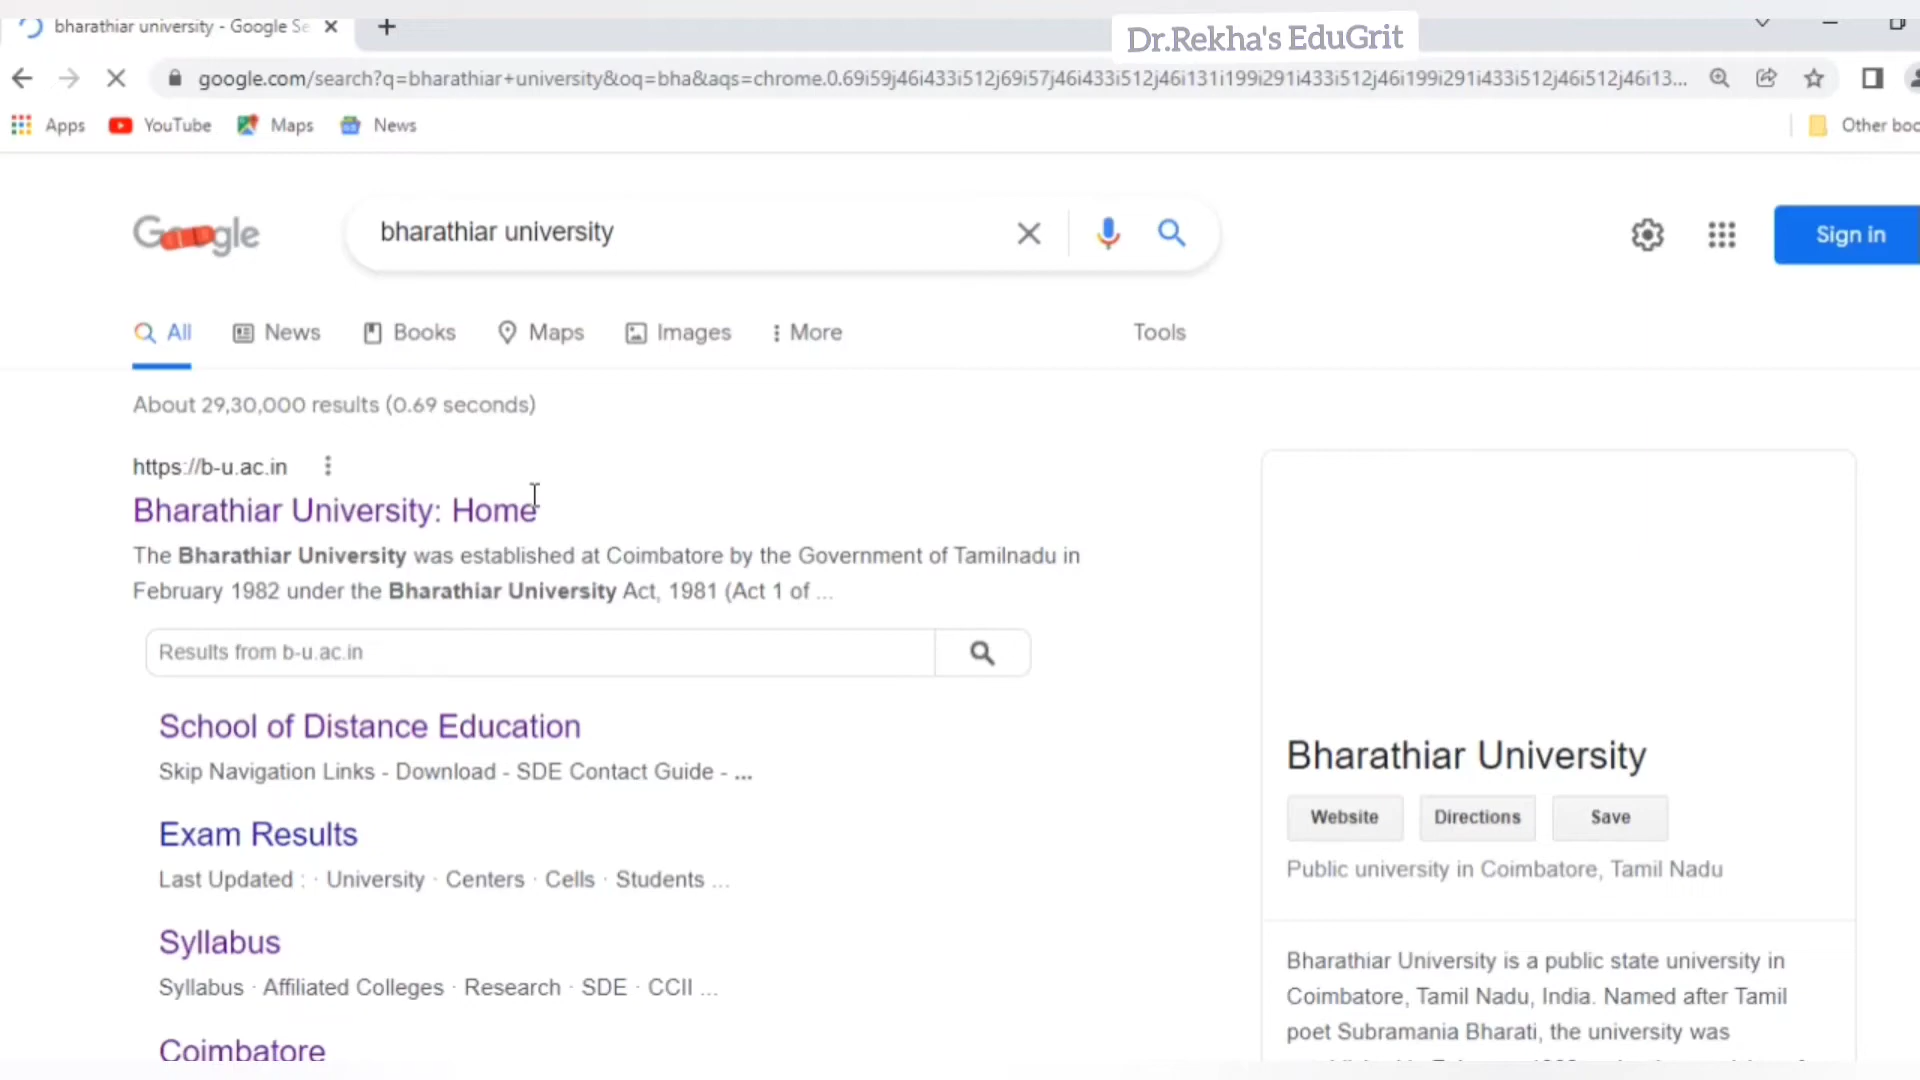 bharathiar university - Google Se
Dr.Rekha's EduGrit
google.com/search?q=bharathiar+university&oq=bha&aqs=chrome.0.69i59j46i433i512j69i57j46i433i512j46i131i199i291i433i512j46i199i291i433i512j46i512j46i13...
Apps YouTube Maps News Other boo
Google
bharathiar university
Sign in
All News Books Maps Images More Tools
About 29,30,000 results (0.69 seconds)
https://b-u.ac.in
Bharathiar University: Home
The Bharathiar University was established at Coimbatore by the Government of Tamilnadu in
February 1982 under the Bharathiar University Act, 1981 (Act 1 of ...
Results from b-u.ac.in
School of Distance Education
Skip Navigation Links - Download - SDE Contact Guide - ...
Exam Results
Last Updated : · University · Centers · Cells · Students ...
Syllabus
Syllabus · Affiliated Colleges · Research · SDE · CCII ...
Coimbatore
Bharathiar University
Website Directions Save
Public university in Coimbatore, Tamil Nadu
Bharathiar University is a public state university in
Coimbatore, Tamil Nadu, India. Named after Tamil
poet Subramania Bharati, the university was